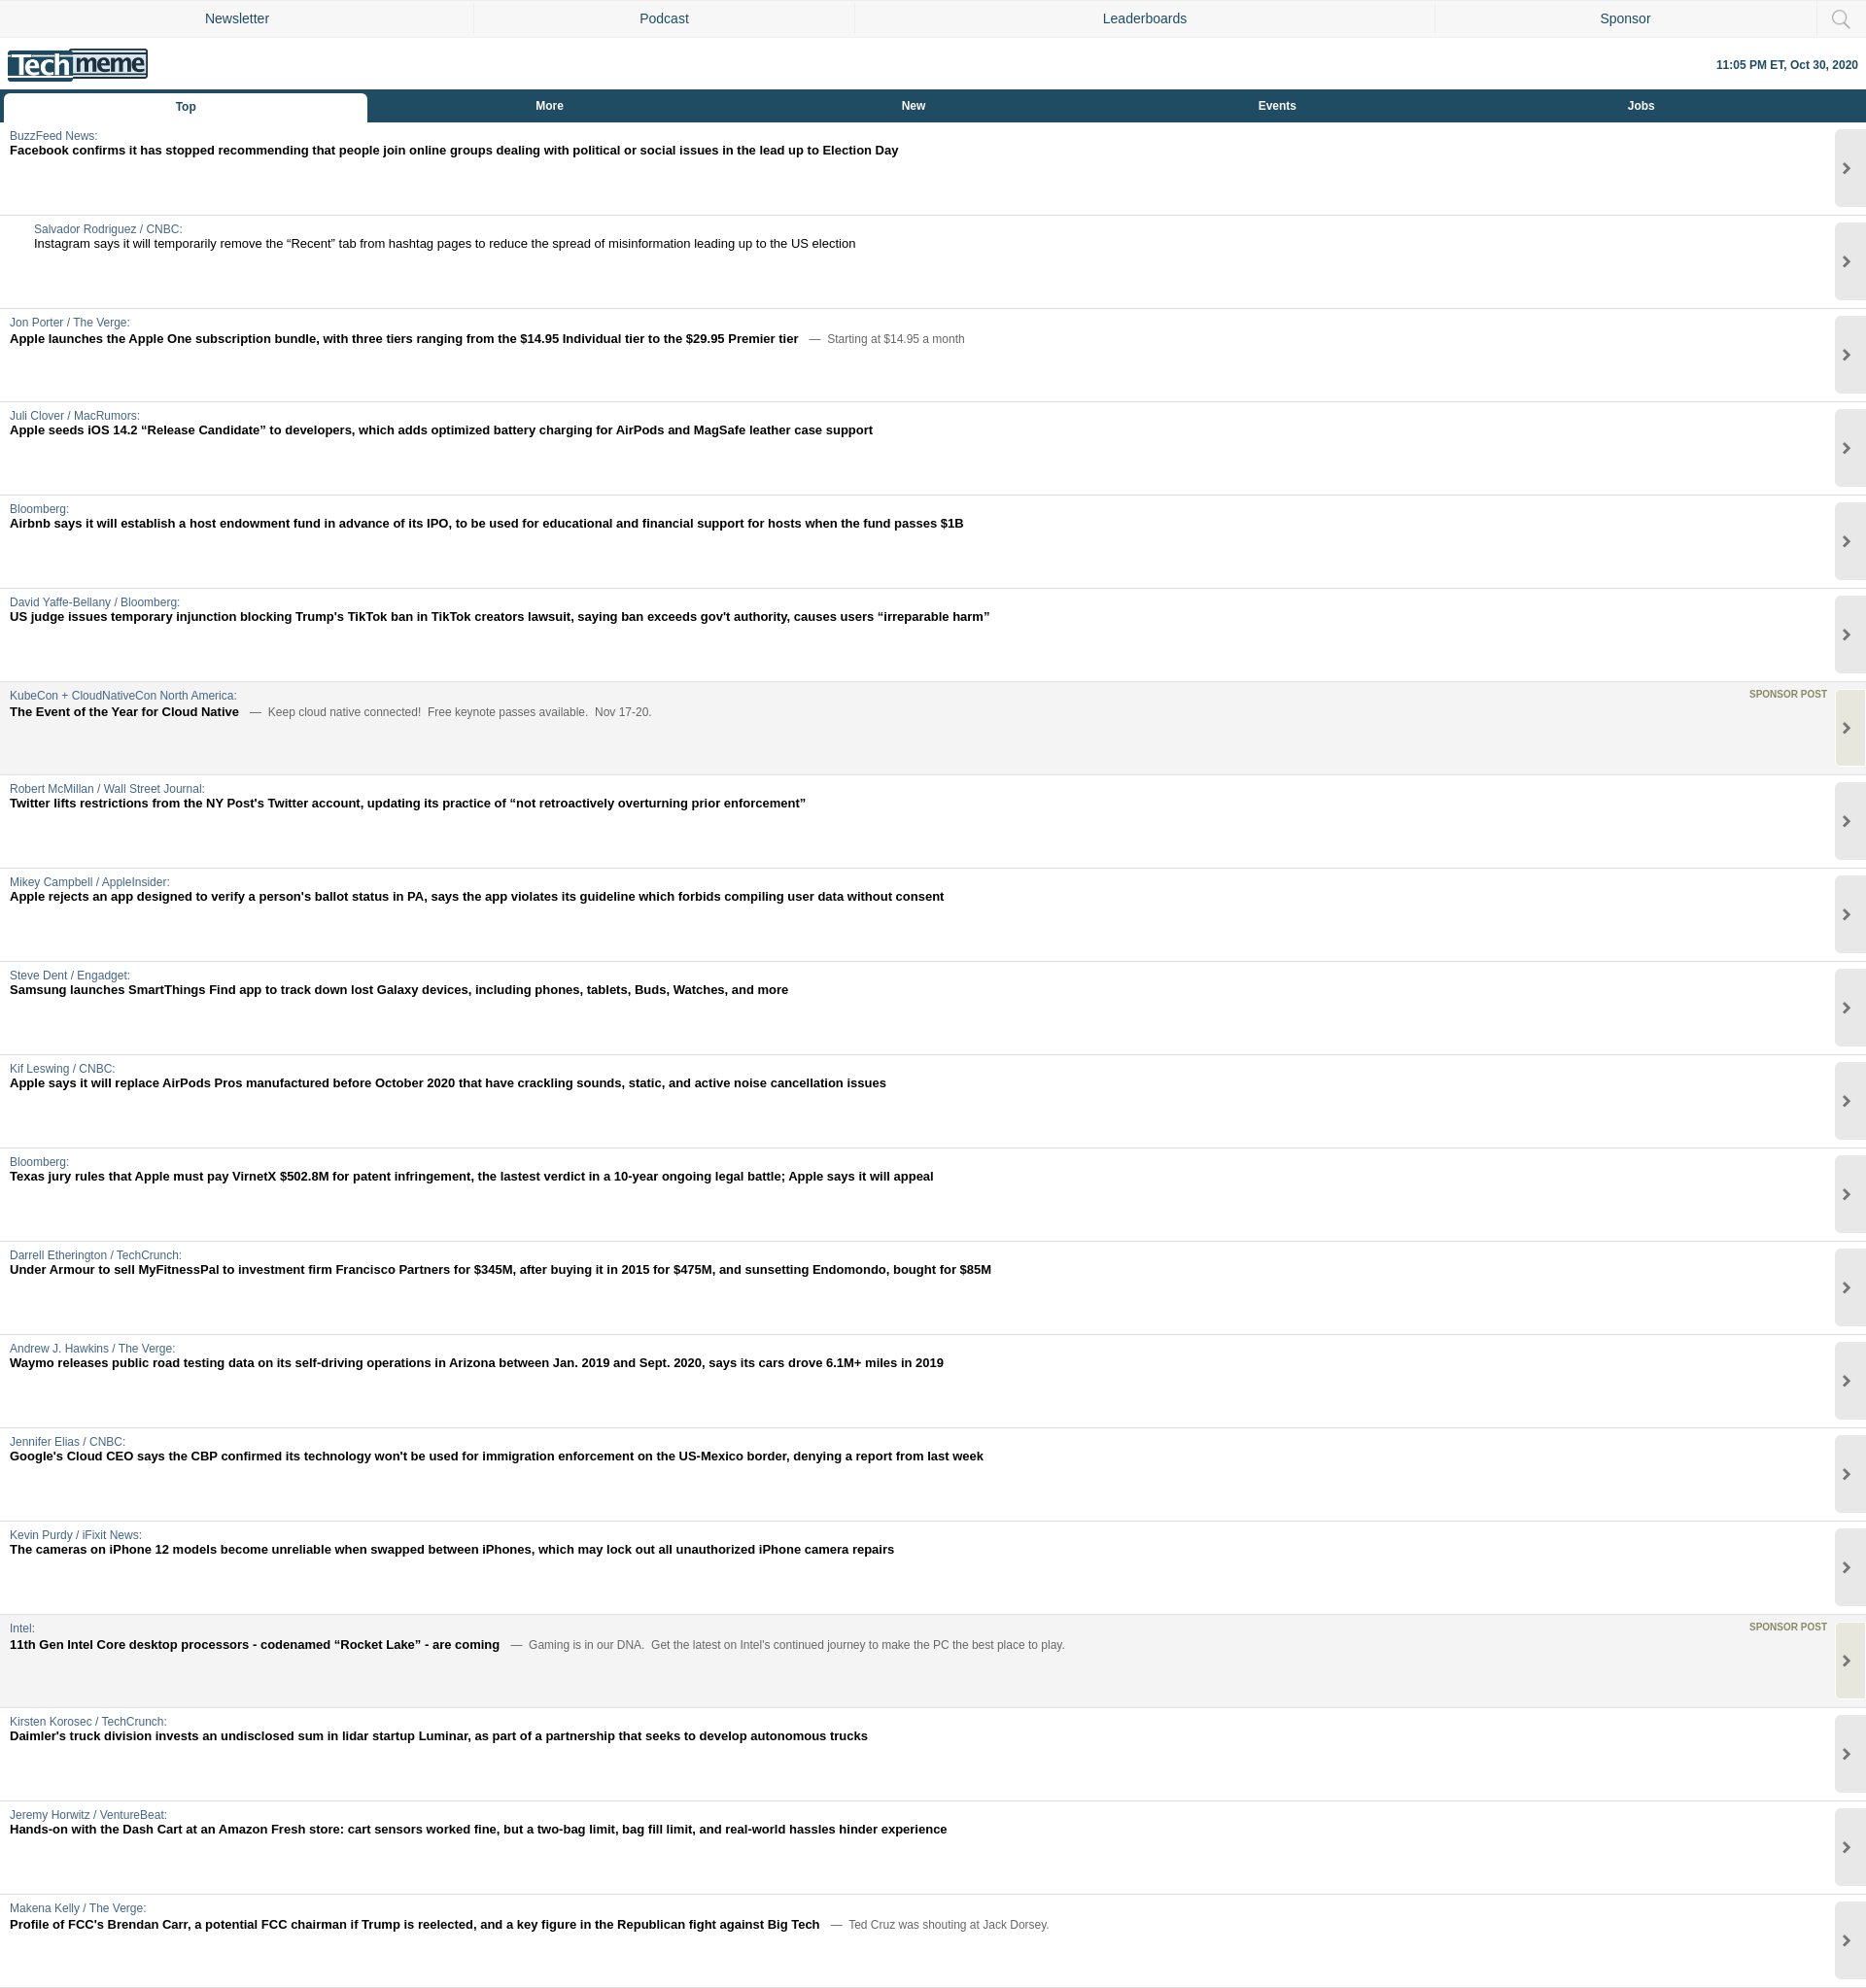 Newsletter Podcast Leaderboards Sponsor
Techmeme 11:05 PM ET, Oct 30, 2020
Top More New Events Jobs
BuzzFeed News:
Facebook confirms it has stopped recommending that people join online groups dealing with political or social issues in the lead up to Election Day
Salvador Rodriguez / CNBC:
Instagram says it will temporarily remove the “Recent” tab from hashtag pages to reduce the spread of misinformation leading up to the US election
Jon Porter / The Verge:
Apple launches the Apple One subscription bundle, with three tiers ranging from the $14.95 Individual tier to the $29.95 Premier tier — Starting at $14.95 a month
Juli Clover / MacRumors:
Apple seeds iOS 14.2 “Release Candidate” to developers, which adds optimized battery charging for AirPods and MagSafe leather case support
Bloomberg:
Airbnb says it will establish a host endowment fund in advance of its IPO, to be used for educational and financial support for hosts when the fund passes $1B
David Yaffe-Bellany / Bloomberg:
US judge issues temporary injunction blocking Trump's TikTok ban in TikTok creators lawsuit, saying ban exceeds gov't authority, causes users “irreparable harm”
KubeCon + CloudNativeCon North America: SPONSOR POST
The Event of the Year for Cloud Native — Keep cloud native connected! Free keynote passes available. Nov 17-20.
Robert McMillan / Wall Street Journal:
Twitter lifts restrictions from the NY Post's Twitter account, updating its practice of “not retroactively overturning prior enforcement”
Mikey Campbell / AppleInsider:
Apple rejects an app designed to verify a person's ballot status in PA, says the app violates its guideline which forbids compiling user data without consent
Steve Dent / Engadget:
Samsung launches SmartThings Find app to track down lost Galaxy devices, including phones, tablets, Buds, Watches, and more
Kif Leswing / CNBC:
Apple says it will replace AirPods Pros manufactured before October 2020 that have crackling sounds, static, and active noise cancellation issues
Bloomberg:
Texas jury rules that Apple must pay VirnetX $502.8M for patent infringement, the lastest verdict in a 10-year ongoing legal battle; Apple says it will appeal
Darrell Etherington / TechCrunch:
Under Armour to sell MyFitnessPal to investment firm Francisco Partners for $345M, after buying it in 2015 for $475M, and sunsetting Endomondo, bought for $85M
Andrew J. Hawkins / The Verge:
Waymo releases public road testing data on its self-driving operations in Arizona between Jan. 2019 and Sept. 2020, says its cars drove 6.1M+ miles in 2019
Jennifer Elias / CNBC:
Google's Cloud CEO says the CBP confirmed its technology won't be used for immigration enforcement on the US-Mexico border, denying a report from last week
Kevin Purdy / iFixit News:
The cameras on iPhone 12 models become unreliable when swapped between iPhones, which may lock out all unauthorized iPhone camera repairs
Intel: SPONSOR POST
11th Gen Intel Core desktop processors - codenamed “Rocket Lake” - are coming — Gaming is in our DNA. Get the latest on Intel's continued journey to make the PC the best place to play.
Kirsten Korosec / TechCrunch:
Daimler's truck division invests an undisclosed sum in lidar startup Luminar, as part of a partnership that seeks to develop autonomous trucks
Jeremy Horwitz / VentureBeat:
Hands-on with the Dash Cart at an Amazon Fresh store: cart sensors worked fine, but a two-bag limit, bag fill limit, and real-world hassles hinder experience
Makena Kelly / The Verge:
Profile of FCC's Brendan Carr, a potential FCC chairman if Trump is reelected, and a key figure in the Republican fight against Big Tech — Ted Cruz was shouting at Jack Dorsey.